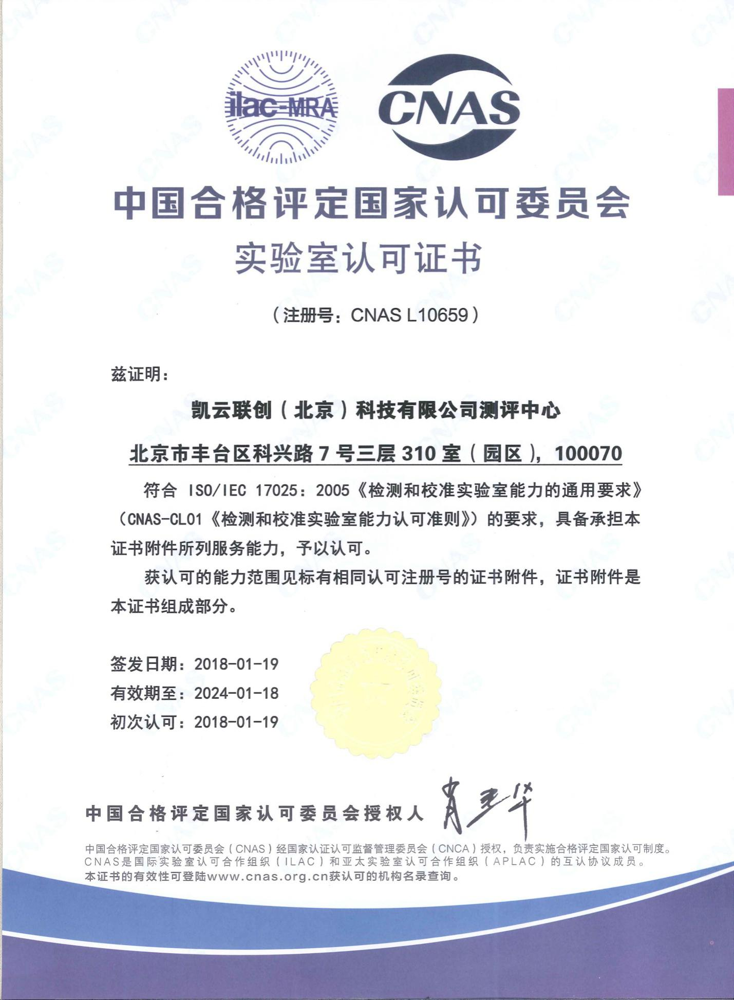 ilac-MRA
CNAS
中国合格评定国家认可委员会
实验室认可证书
（注册号：CNAS L10659）
兹证明：
凯云联创（北京）科技有限公司测评中心
北京市丰台区科兴路 7 号三层 310 室（园区），100070
符合 ISO/IEC 17025：2005《检测和校准实验室能力的通用要求》
（CNAS-CL01《检测和校准实验室能力认可准则》）的要求，具备承担本
证书附件所列服务能力，予以认可。
获认可的能力范围见标有相同认可注册号的证书附件，证书附件是
本证书组成部分。
签发日期：2018-01-19
有效期至：2024-01-18
初次认可：2018-01-19
中国合格评定国家认可委员会授权人
中国合格评定国家认可委员会（CNAS）经国家认证认可监督管理委员会（CNCA）授权，负责实施合格评定国家认可制度。
CNAS是国际实验室认可合作组织（ILAC）和亚太实验室认可合作组织（APLAC）的互认协议成员。
本证书的有效性可登陆www.cnas.org.cn获认可的机构名录查询。